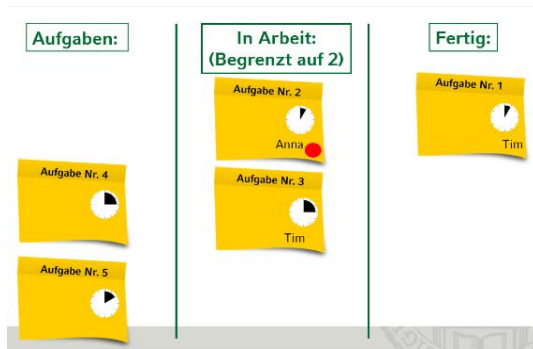 Aufgaben:
In Arbeit:
(Begrenzt auf 2)
Fertig:
Aufgabe Nr. 4
Aufgabe Nr. 5
Aufgabe Nr. 2
Anna
Aufgabe Nr. 3
Tim
Aufgabe Nr. 1
Tim